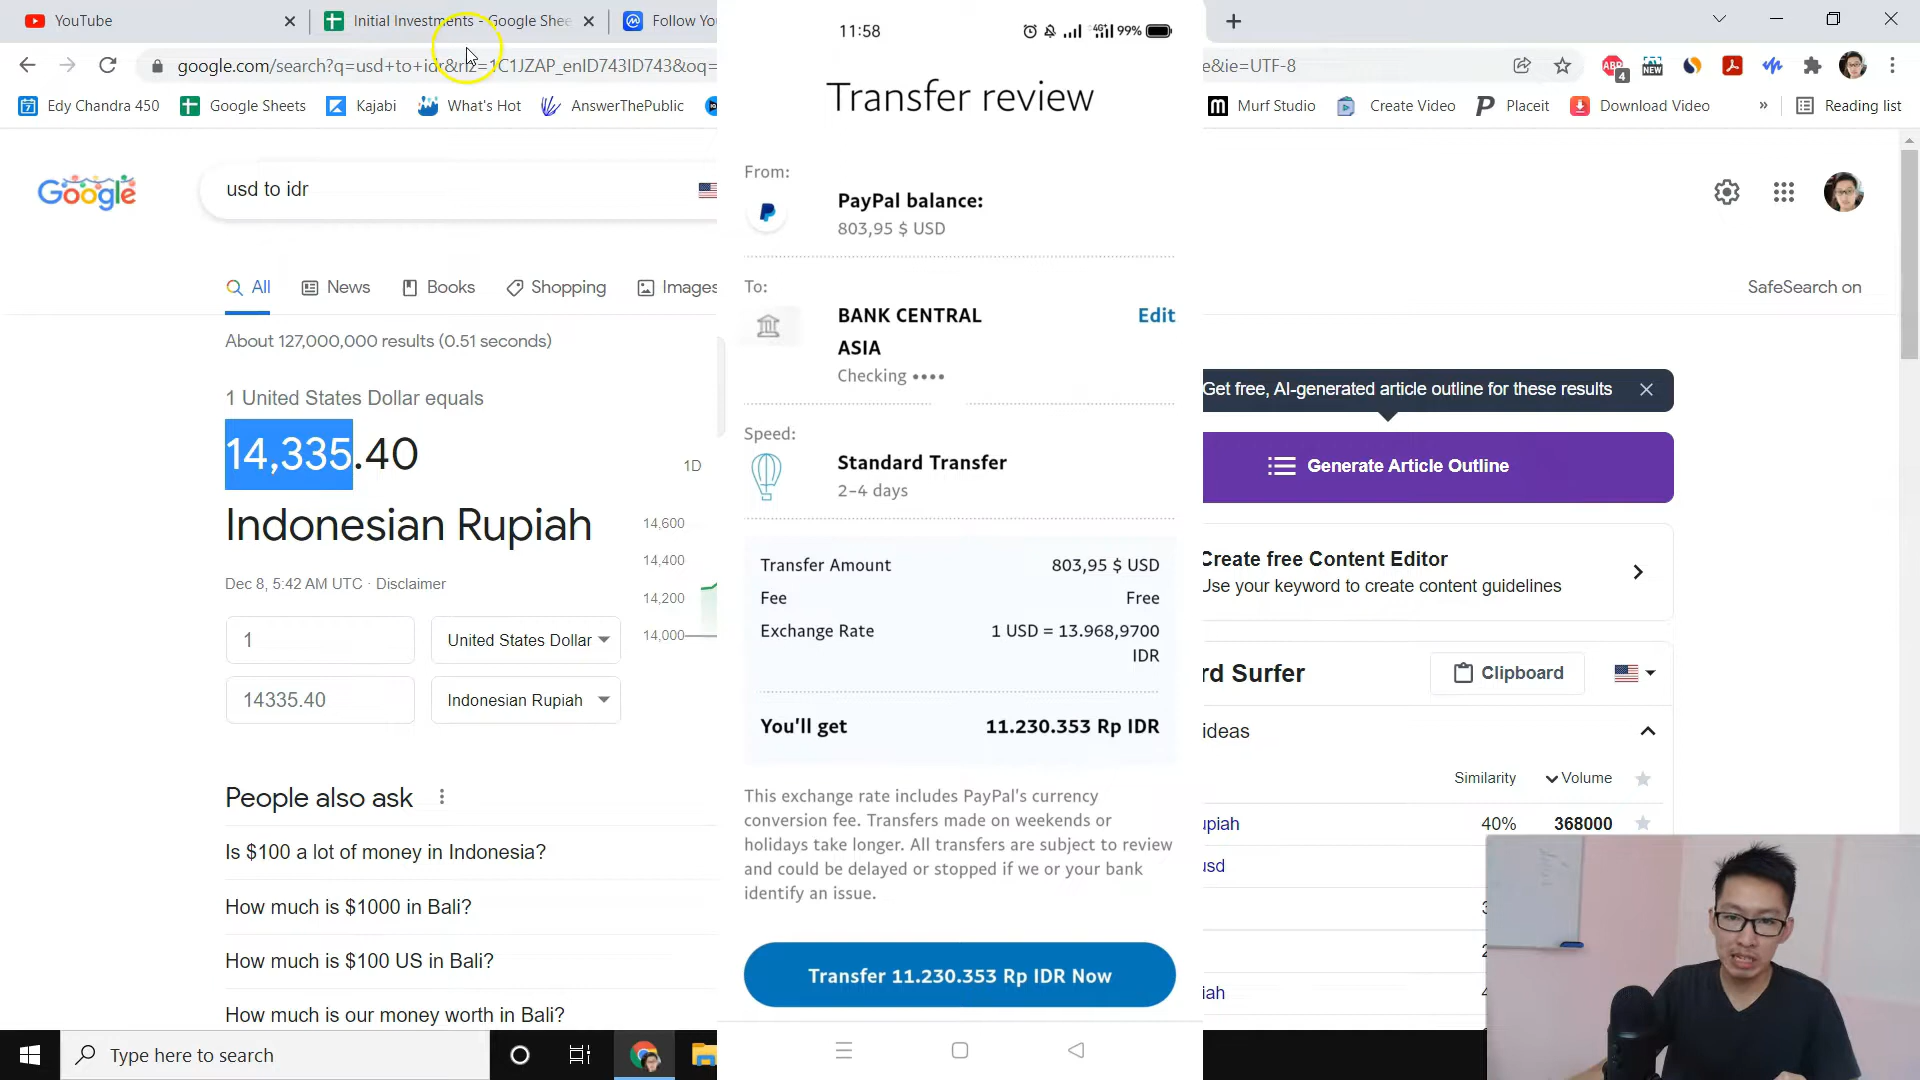 YouTube
Initial Investments - Google Shee
Follow Yo
google.com/search?q=usd+to+idr&rlz=1C1JZAP_enID743ID743&oq=
e&ie=UTF-8
4
NEW
Edy Chandra 450
Google Sheets
Kajabi
What's Hot
AnswerThePublic
Murf Studio
Create Video
Placeit
Download Video
»
Reading list
Google
usd to idr
All
News
Books
Shopping
Images
SafeSearch on
About 127,000,000 results (0.51 seconds)
1 United States Dollar equals
14,335.40
Indonesian Rupiah
Dec 8, 5:42 AM UTC · Disclaimer
1
United States Dollar
14335.40
Indonesian Rupiah
1D
14,600
14,400
14,200
14,000
People also ask
Is $100 a lot of money in Indonesia?
How much is $1000 in Bali?
How much is $100 US in Bali?
How much is our money worth in Bali?
Type here to search
11:58
4G
99%
Transfer review
From:
PayPal balance:
803,95 $ USD
To:
BANK CENTRAL
ASIA
Edit
Checking ••••
Speed:
Standard Transfer
2–4 days
Transfer Amount 803,95 $ USD
Fee Free
Exchange Rate 1 USD = 13.968,9700
IDR
You'll get 11.230.353 Rp IDR
This exchange rate includes PayPal's currency
conversion fee. Transfers made on weekends or
holidays take longer. All transfers are subject to review
and could be delayed or stopped if we or your bank
identify an issue.
Transfer 11.230.353 Rp IDR Now
Get free, AI-generated article outline for these results
Generate Article Outline
Create free Content Editor
Use your keyword to create content guidelines
rd Surfer
Clipboard
ideas
Similarity
Volume
upiah
40%
368000
usd
iah